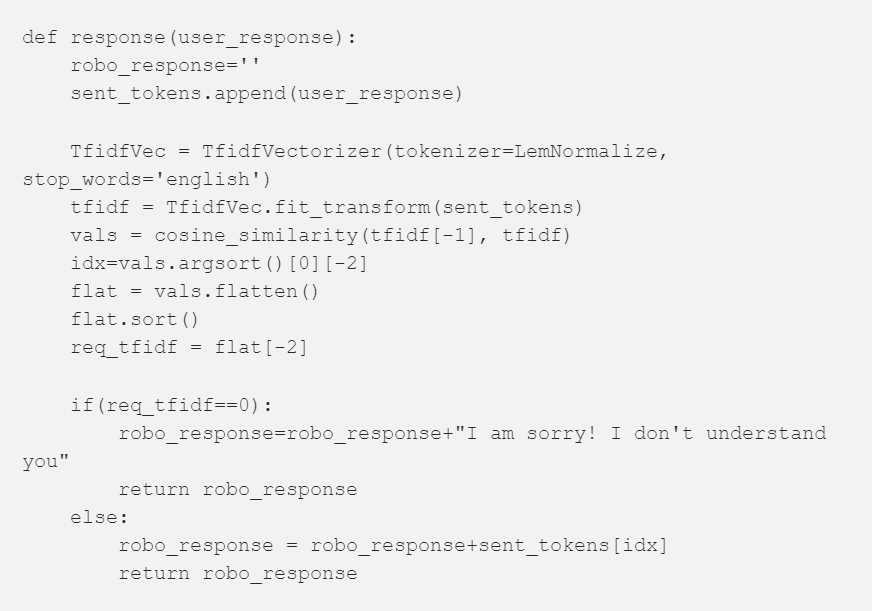 def response(user_response):
    robo_response=''
    sent_tokens.append(user_response)

    TfidfVec = TfidfVectorizer(tokenizer=LemNormalize,
stop_words='english')
    tfidf = TfidfVec.fit_transform(sent_tokens)
    vals = cosine_similarity(tfidf[-1], tfidf)
    idx=vals.argsort()[0][-2]
    flat = vals.flatten()
    flat.sort()
    req_tfidf = flat[-2]

    if(req_tfidf==0):
        robo_response=robo_response+"I am sorry! I don't understand
you"
        return robo_response
    else:
        robo_response = robo_response+sent_tokens[idx]
        return robo_response